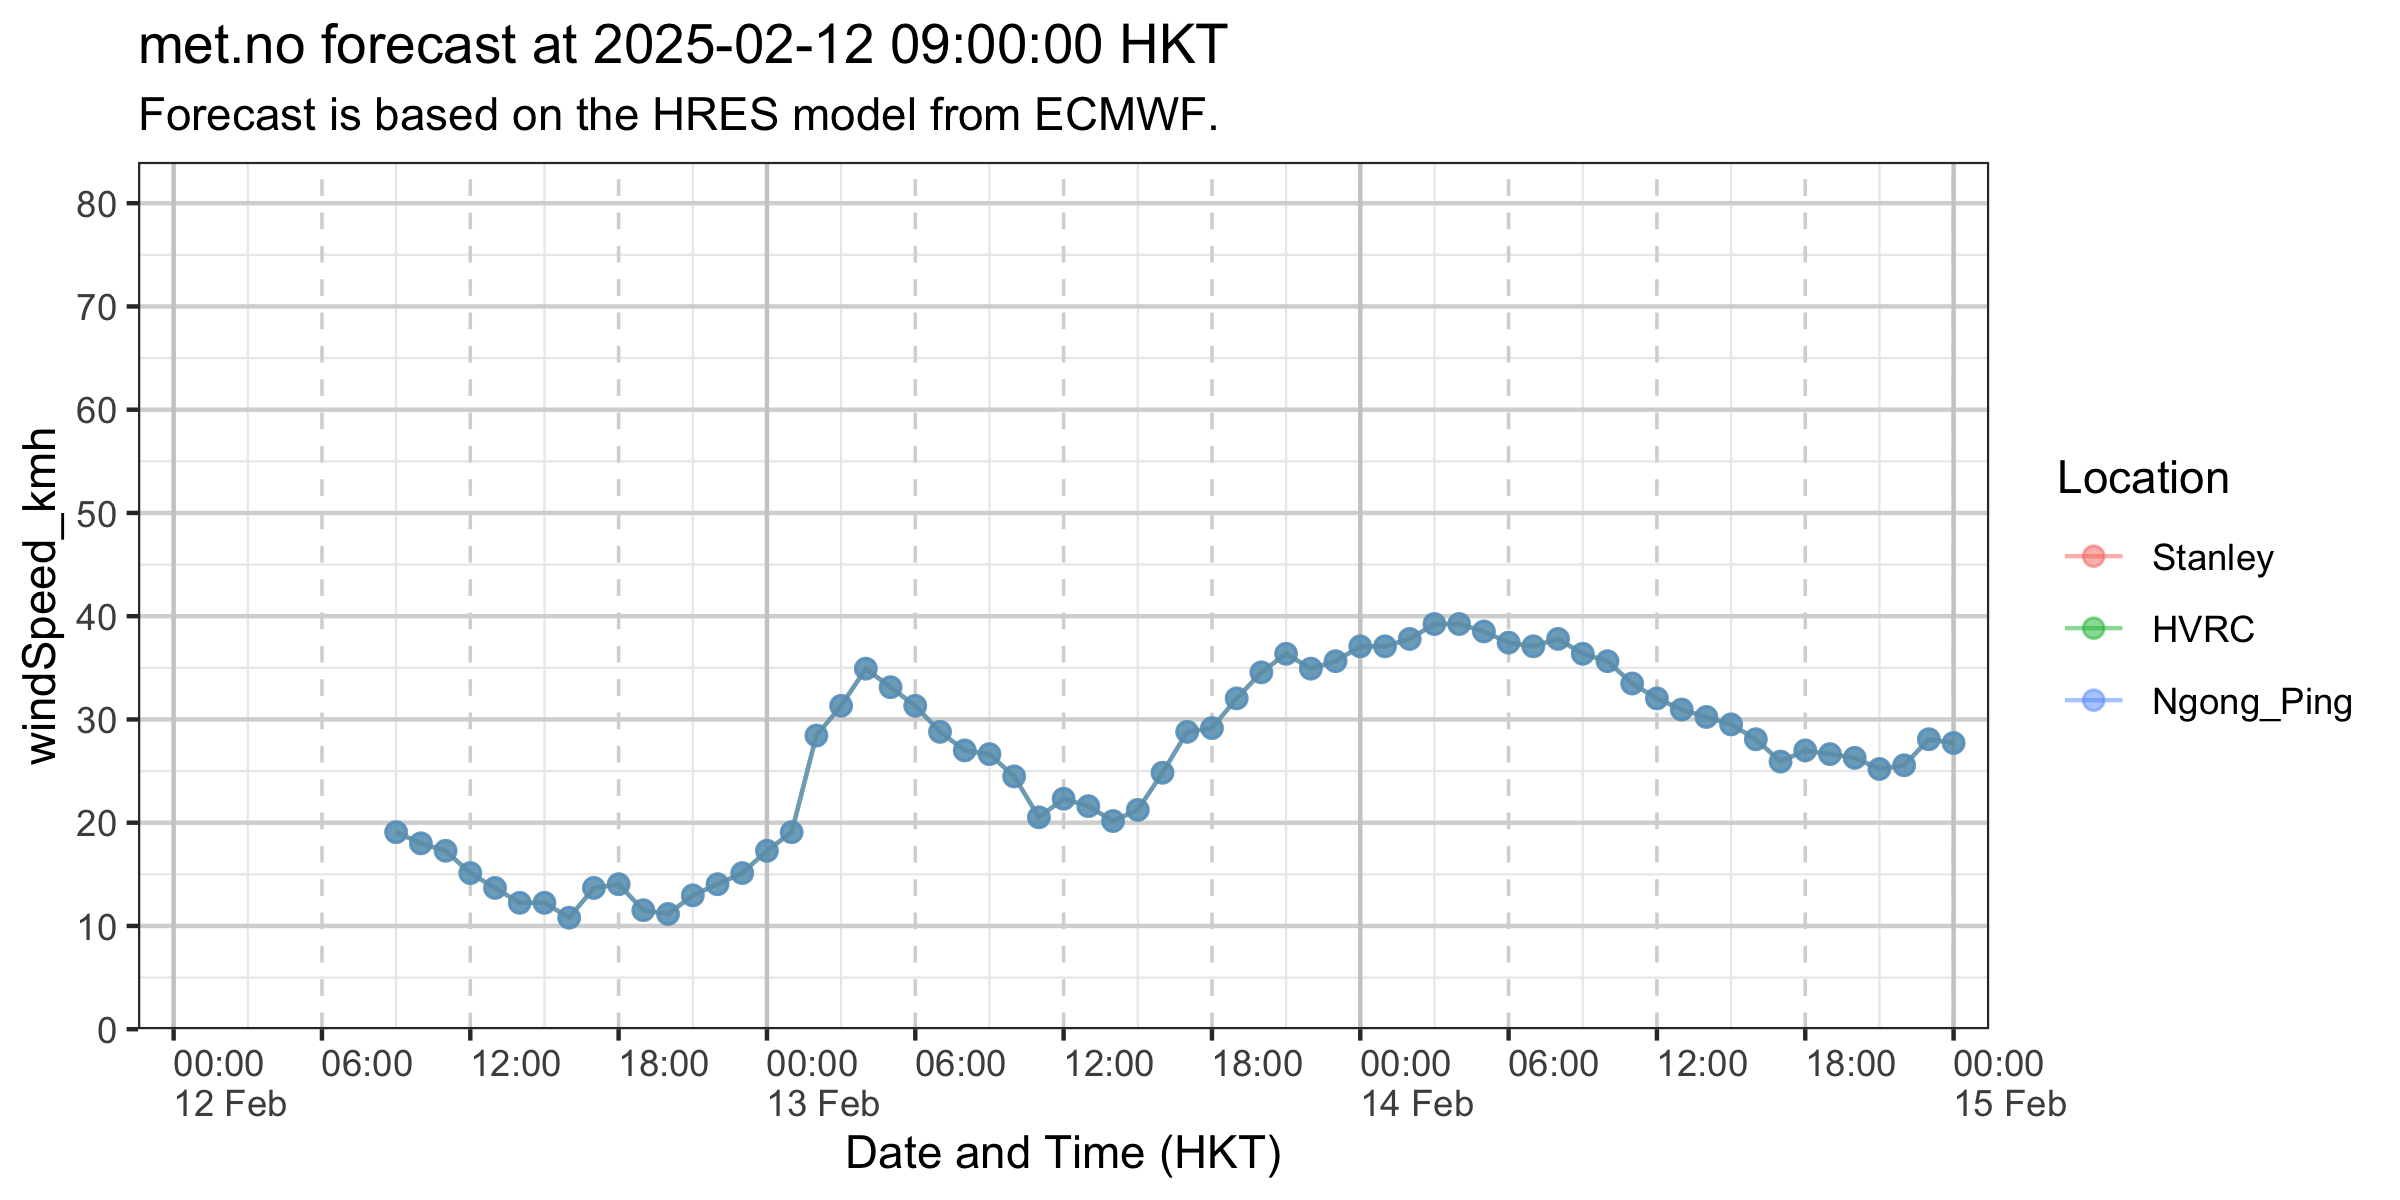 met.no forecast at 2025-02-12 09:00:00 HKT
Forecast is based on the HRES model from ECMWF.
windSpeed_kmh
80
70
60
50
40
30
20
10
0
00:00 06:00 12:00 18:00 00:00 06:00 12:00 18:00 00:00 06:00 12:00 18:00 00:00
12 Feb 13 Feb 14 Feb 15 Feb
Date and Time (HKT)
Location
Stanley
HVRC
Ngong_Ping